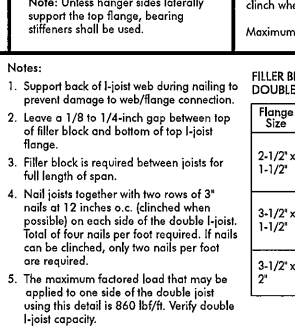 Note: Unless hanger sides laterally
support the top flange, bearing
stiffeners shall be used.
clinch whe
Maximum
Notes:
1. Support back of I-joist web during nailing to
prevent damage to web/flange connection.
2. Leave a 1/8 to 1/4-inch gap between top
of filler block and bottom of top I-joist
flange.
3. Filler block is required between joists for
full length of span.
4. Nail joists together with two rows of 3"
nails at 12 inches o.c. (clinched when
possible) on each side of the double I-joist.
Total of four nails per foot required. If nails
can be clinched, only two nails per foot
are required.
5. The maximum factored load that may be
applied to one side of the double joist
using this detail is 860 lbf/ft. Verify double
I-joist capacity.
FILLER B
DOUBLE
Flange
Size
2-1/2" x
1-1/2"
3-1/2" x
1-1/2"
3-1/2" x
2"